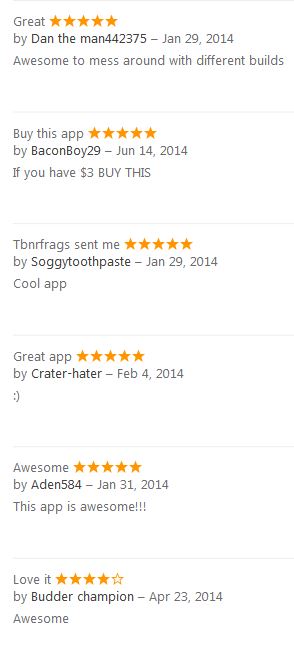 Great ★★★★★
by Dan the man442375 – Jan 29, 2014
Awesome to mess around with different builds
Buy this app ★★★★★
by BaconBoy29 – Jun 14, 2014
If you have $3 BUY THIS
Tbnrfrags sent me ★★★★★
by Soggytoothpaste – Jan 29, 2014
Cool app
Great app ★★★★★
by Crater-hater – Feb 4, 2014
:)
Awesome ★★★★★
by Aden584 – Jan 31, 2014
This app is awesome!!!
Love it ★★★★☆
by Budder champion – Apr 23, 2014
Awesome